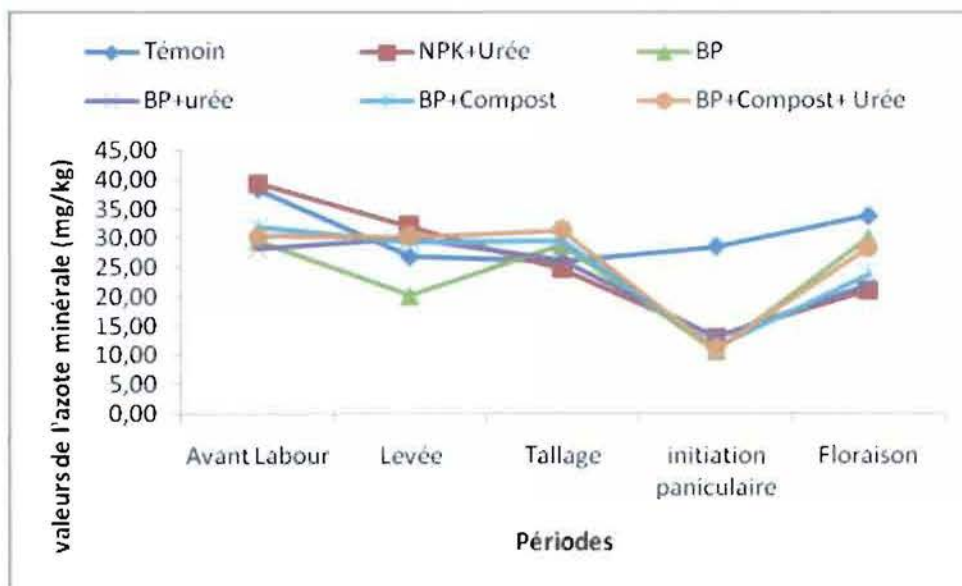 Témoin NPK+Urée BP
BP+urée BP+Compost BP+Compost+ Urée
valeurs de l'azote minérale (mg/kg)
45,00
40,00
35,00
30,00
25,00
20,00
15,00
10,00
5,00
0,00
Avant Labour Levée Tallage initiation paniculaire Floraison
Périodes